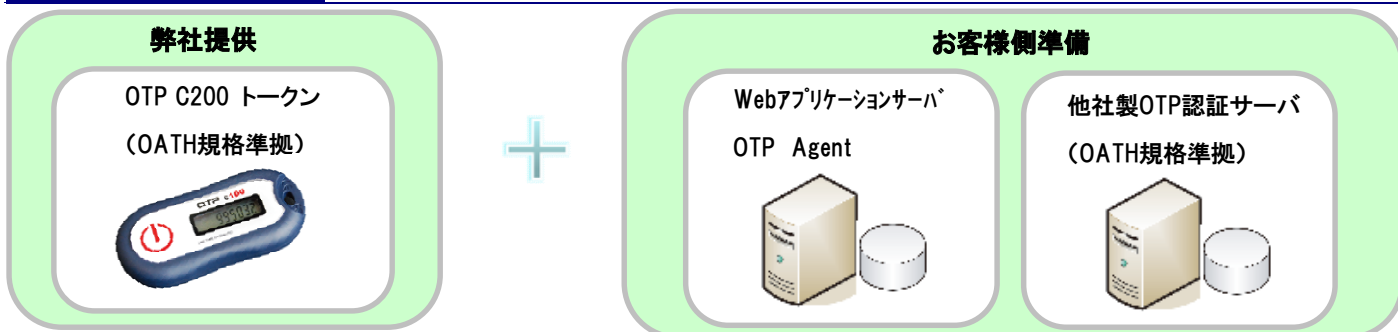 弊社提供
OTP C200 トークン
(OATH規格準拠)
OTP c100
995037
お客様側準備
Webｱﾌﾟﾘｹｰｼｮﾝｻｰﾊﾞ
OTP Agent
他社製OTP認証サーバ
(OATH規格準拠)